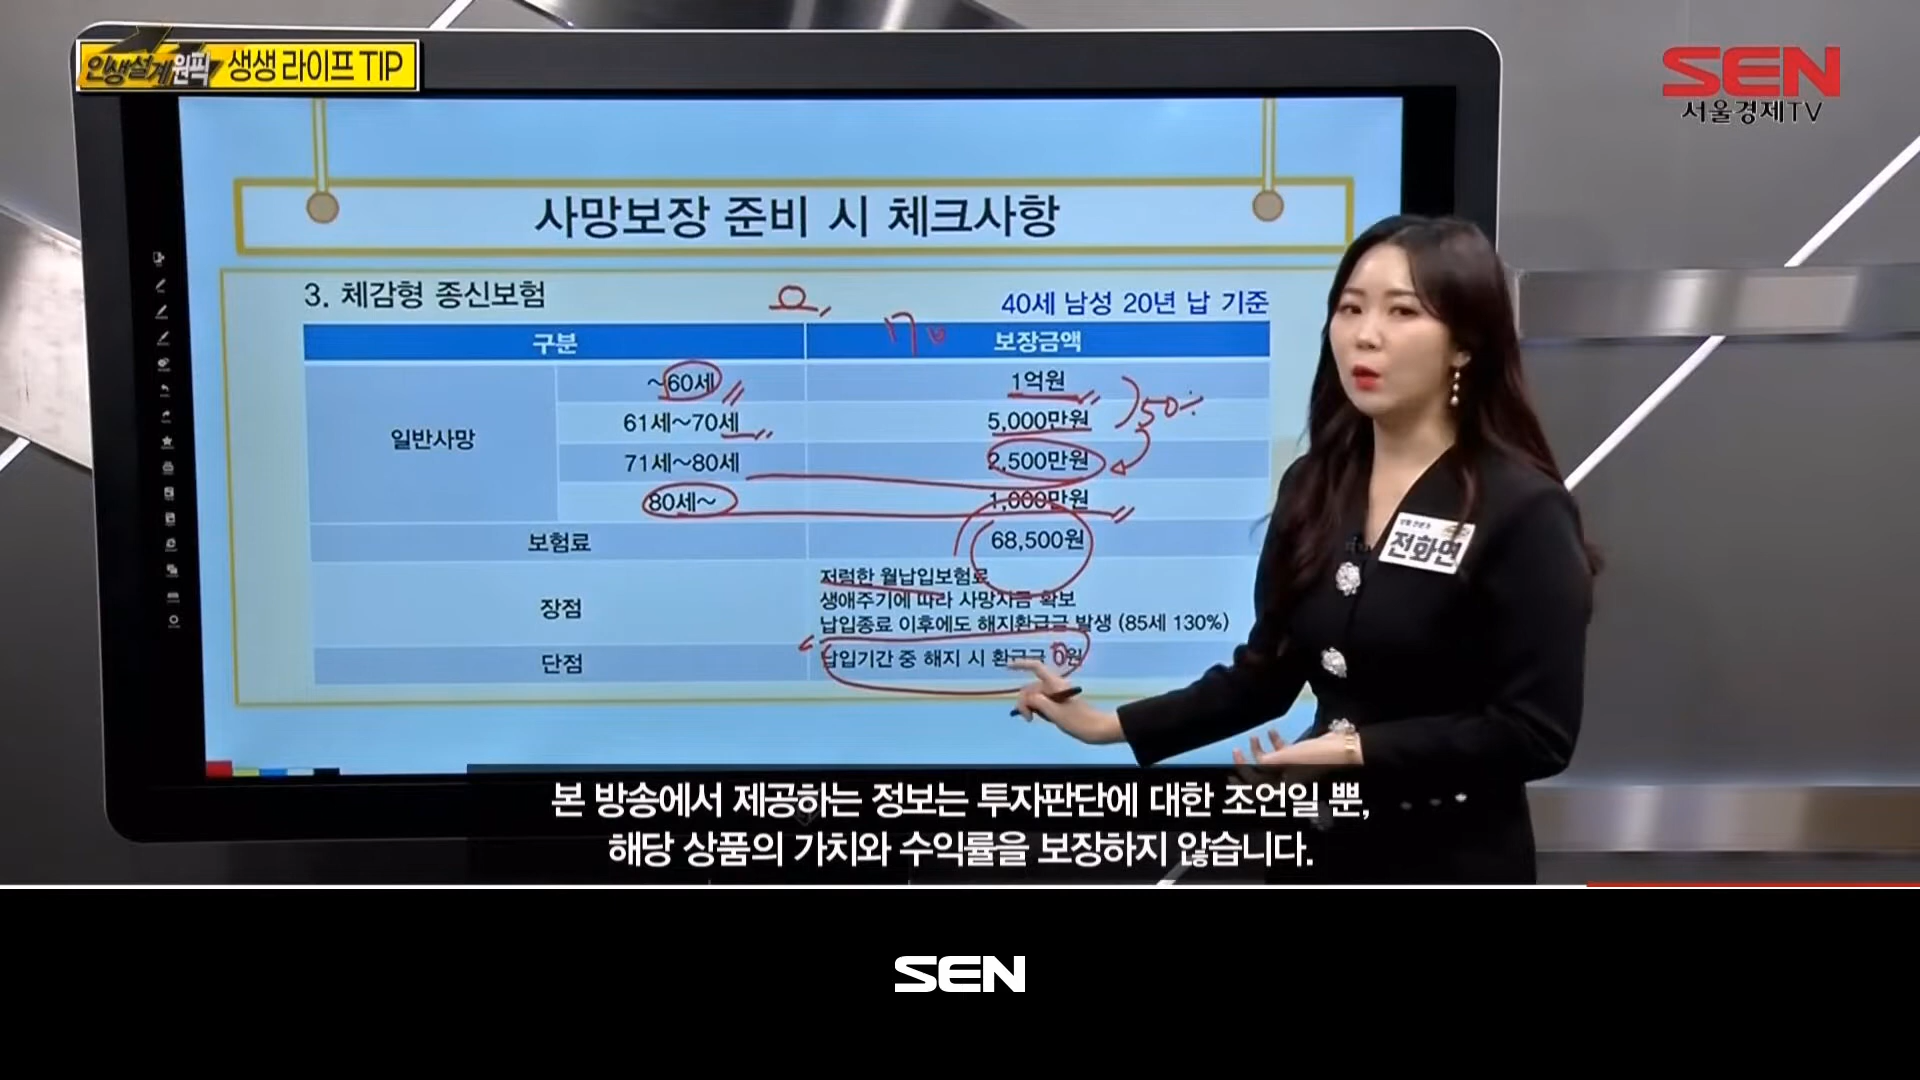 인생설계원픽 생생 라이프 TIP
SEN
서울경제TV
사망보장 준비 시 체크사항
3. 체감형 종신보험
40세 남성 20년 납 기준
구분 보장금액
일반사망
~60세 1억원
50%
61세~70세 5,000만원
71세~80세 2,500만원
80세~ 1,000만원
보험료 68,500원
장점
저렴한 월납입보험료
생애주기에 따라 사망자금 확보
납입종료 이후에도 해지환급금 발생 (85세 130%)
단점 납입기간 중 해지 시 환급금 0원
전화연
본 방송에서 제공하는 정보는 투자판단에 대한 조언일 뿐,
해당 상품의 가치와 수익률을 보장하지 않습니다.
SEN